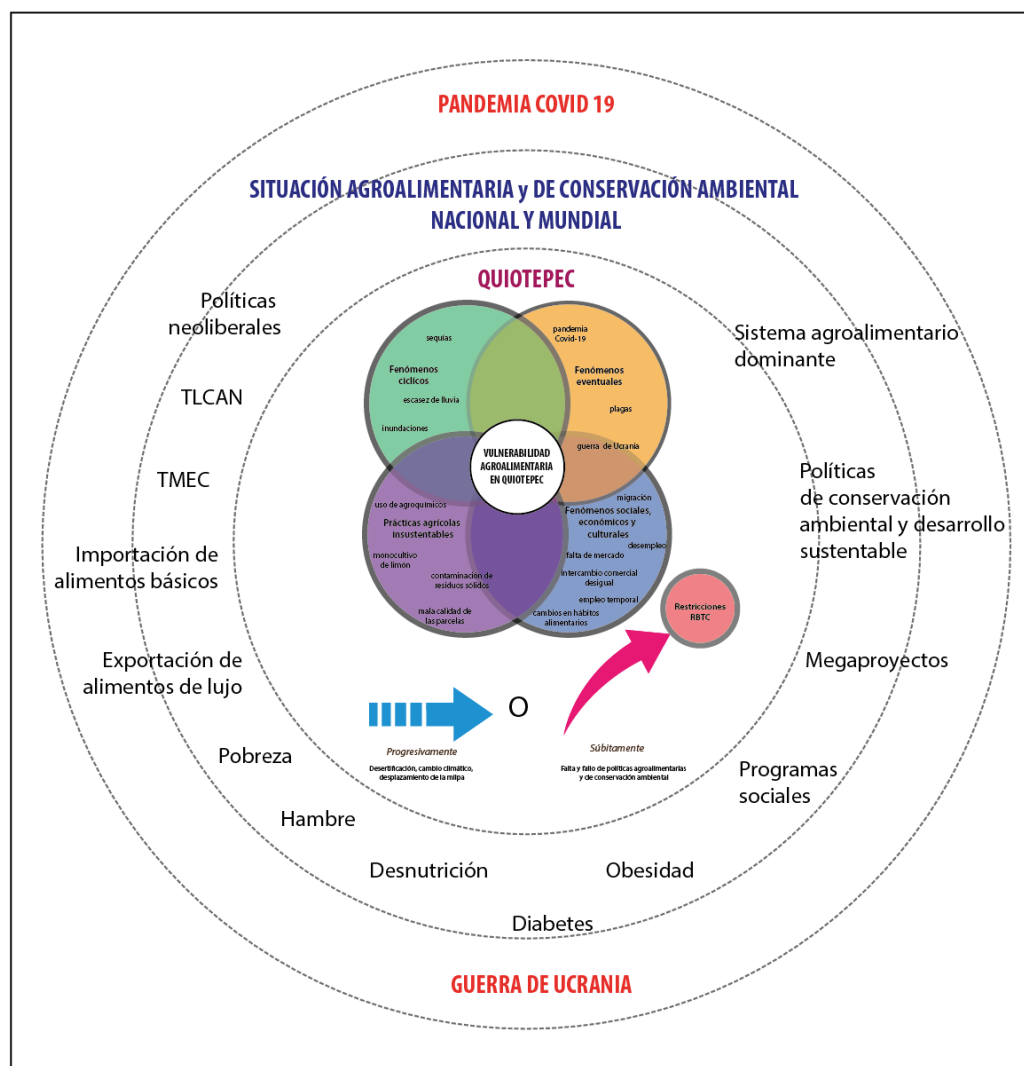 PANDEMIA COVID 19
SITUACIÓN AGROALIMENTARIA y DE CONSERVACIÓN AMBIENTAL
NACIONAL Y MUNDIAL
QUIOTEPEC
Políticas
neoliberales
TLCAN
TMEC
Importación de
alimentos básicos
Exportación de
alimentos de lujo
Pobreza
Hambre
Desnutrición
Diabetes
Obesidad
Programas
sociales
Megaproyectos
Políticas
de conservación
ambiental y desarrollo
sustentable
Sistema agroalimentario
dominante
sequías
Fenómenos
cíclicos
escasez de lluvia
inundaciones
pandemia
Covid-19
Fenómenos
eventuales
plagas
guerra de Ucrania
VULNERABILIDAD
AGROALIMENTARIA
EN QUIOTEPEC
uso de agroquímicos
Prácticas agrícolas
insustentables
monocultivo
de limón
contaminación de
residuos sólidos
mala calidad de
las parcelas
migración
Fenómenos sociales,
económicos y
culturales
desempleo
falta de mercado
intercambio comercial
desigual
empleo temporal
cambios en hábitos
alimentarios
Restricciones
RBTC
O
Progresivamente
Desertificación, cambio climático,
desplazamiento de la milpa
Súbitamente
Falta y fallo de políticas agroalimentarias
y de conservación ambiental
GUERRA DE UCRANIA